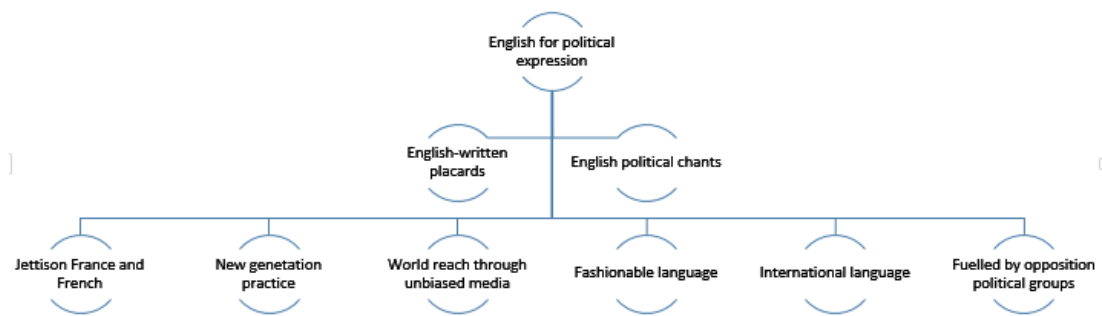 English for political
expression
English-written
placards
English political chants
Jettison France and
French
New genetation
practice
World reach through
unbiased media
Fashionable language
International language
Fuelled by opposition
political groups